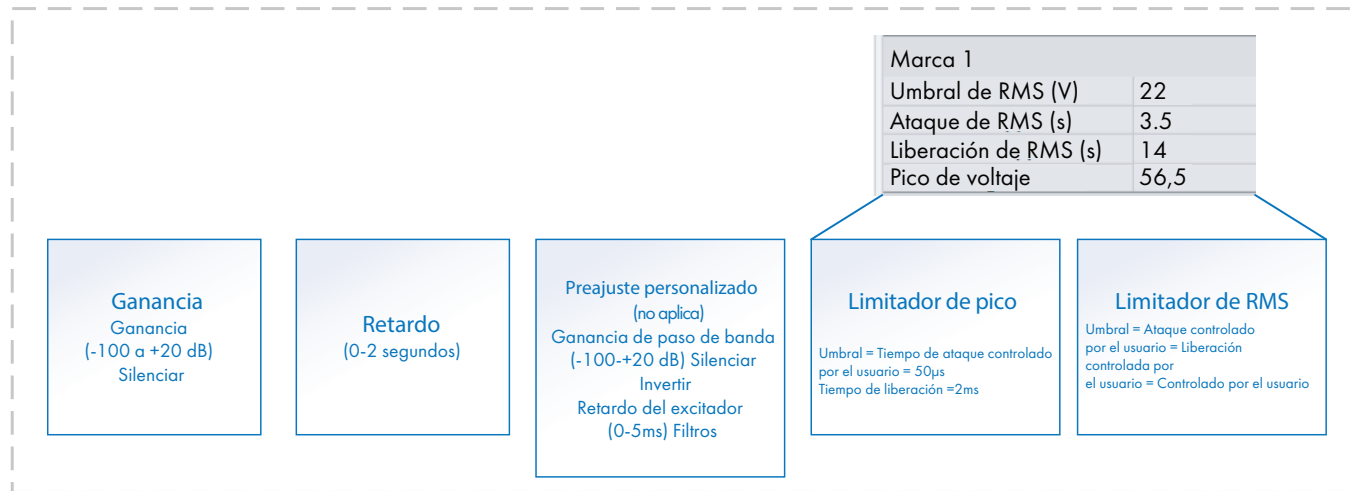 Marca 1
Umbral de RMS (V) 22
Ataque de RMS (s) 3.5
Liberación de RMS (s) 14
Pico de voltaje 56,5
Ganancia
Ganancia
(-100 a +20 dB)
Silenciar
Retardo
(0-2 segundos)
Preajuste personalizado
(no aplica)
Ganancia de paso de banda
(-100-+20 dB) Silenciar
Invertir
Retardo del excitador
(0-5ms) Filtros
Limitador de pico
Umbral = Tiempo de ataque controlado
por el usuario = 50µs
Tiempo de liberación =2ms
Limitador de RMS
Umbral = Ataque controlado
por el usuario = Liberación
controlada por
el usuario = Controlado por el usuario